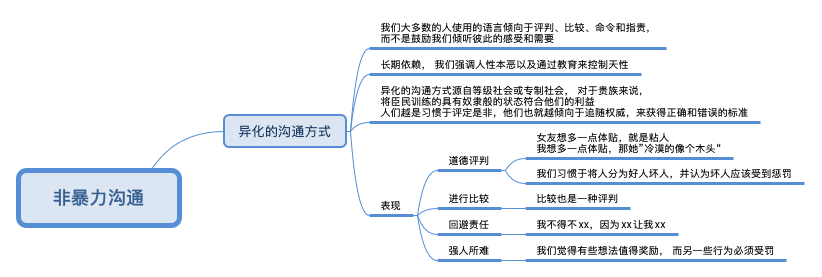 非暴力沟通
异化的沟通方式
我们大多数的人使用的语言倾向于评判、比较、命令和指责，
而不是鼓励我们倾听彼此的感受和需要
长期依赖， 我们强调人性本恶以及通过教育来控制天性
异化的沟通方式源自等级社会或专制社会， 对于贵族来说，
将臣民训练的具有奴隶般的状态符合他们的利益
人们越是习惯于评定是非，他们也就越倾向于追随权威，来获得正确和错误的标准
表现
道德评判
女友想多一点体贴，就是粘人
我想多一点体贴，那她”冷漠的像个木头“
我们习惯于将人分为好人坏人，并认为坏人应该受到惩罚
进行比较
比较也是一种评判
回避责任
我不得不xx，因为xx让我xx
强人所难
我们觉得有些想法值得奖励， 而另一些行为必须受罚